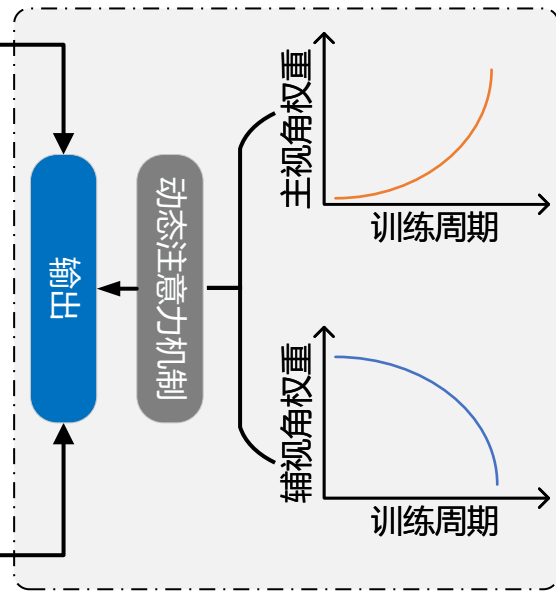 输出
动态注意力机制
主视角权重
训练周期
辅视角权重
训练周期